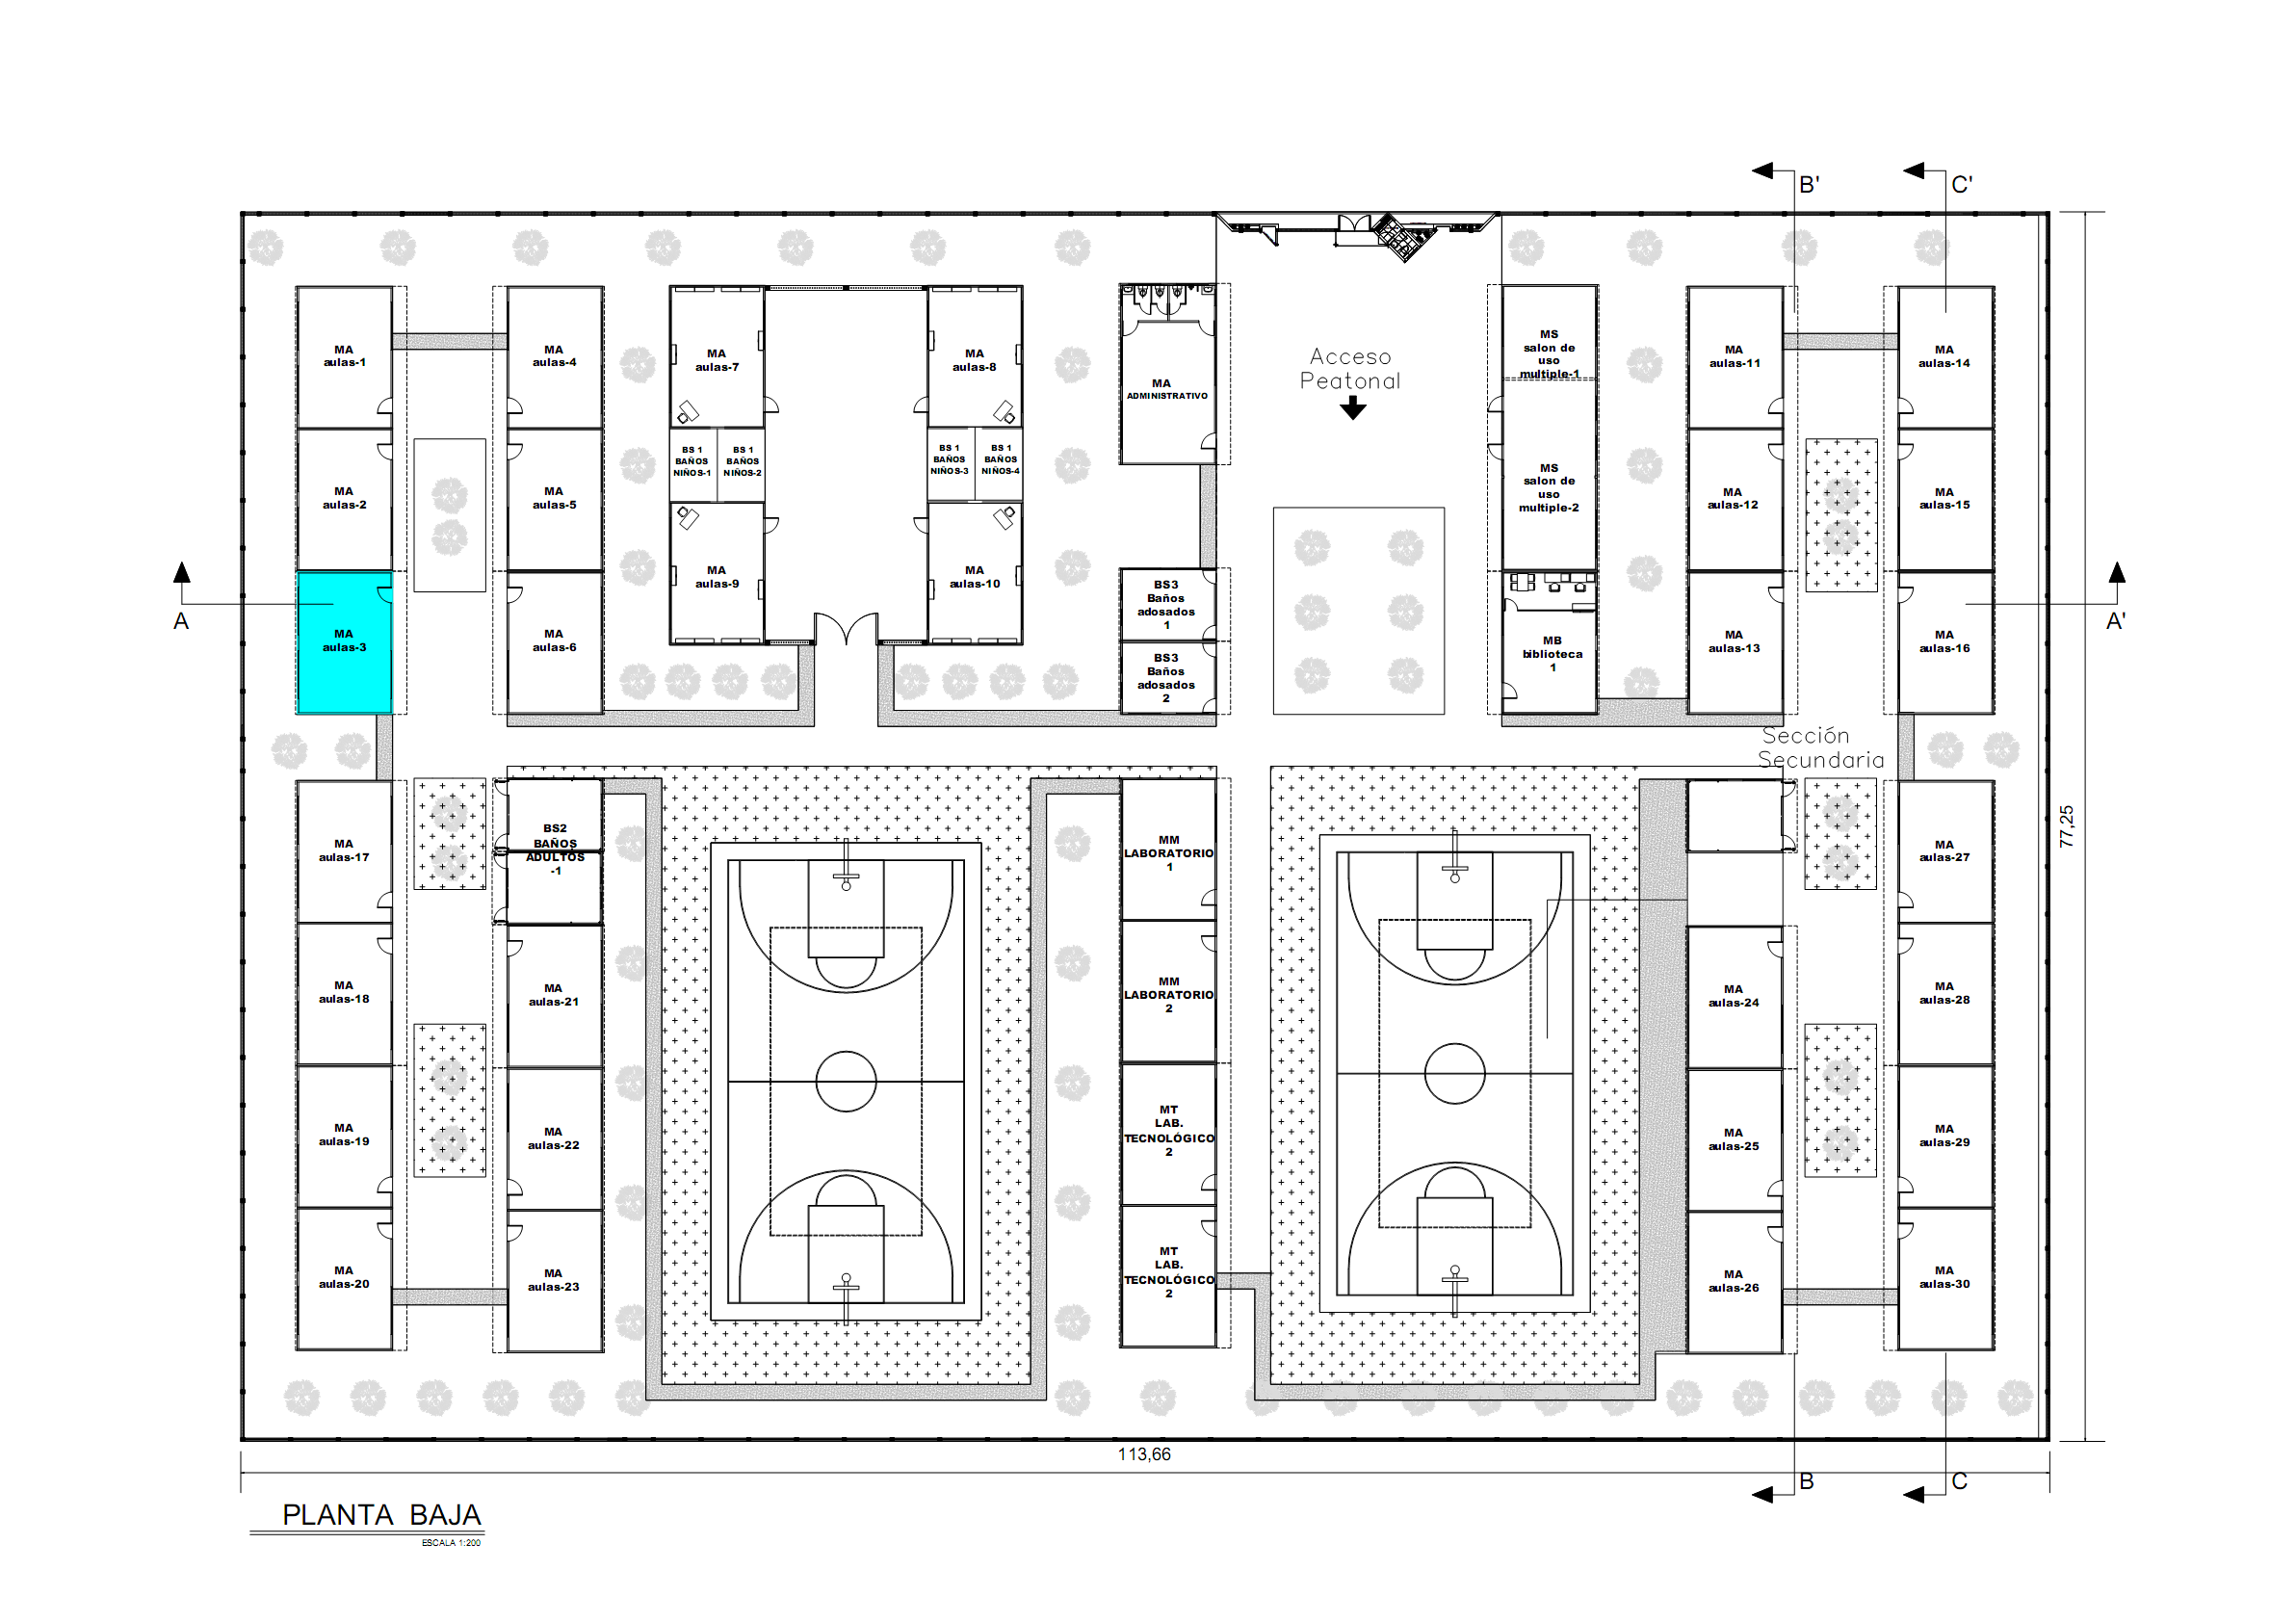 B'
C'
MA
aulas-1
MA
aulas-4
MA
aulas-7
MA
aulas-8
MA
ADMINISTRATIVO
Acceso
Peatonal
MS
salon de
uso
multiple-1
MA
aulas-11
MA
aulas-14
MA
aulas-2
MA
aulas-5
BS 1
BAÑOS
NIÑOS-1
BS 1
BAÑOS
NIÑOS-2
BS 1
BAÑOS
NIÑOS-3
BS 1
BAÑOS
NIÑOS-4
MS
salon de
uso
multiple-2
MA
aulas-12
MA
aulas-15
A
MA
aulas-3
MA
aulas-6
MA
aulas-9
MA
aulas-10
BS3
Baños
adosados
1
BS3
Baños
adosados
2
MB
biblioteca
1
MA
aulas-13
MA
aulas-16
A'
Sección
Secundaria
MA
aulas-17
BS2
BAÑOS
ADULTOS
-1
MM
LABORATORIO
1
MA
aulas-27
77,25
MA
aulas-18
MA
aulas-21
MM
LABORATORIO
2
MA
aulas-24
MA
aulas-28
MA
aulas-19
MA
aulas-22
MT
LAB.
TECNOLÓGICO
2
MA
aulas-25
MA
aulas-29
MA
aulas-20
MA
aulas-23
MT
LAB.
TECNOLÓGICO
2
MA
aulas-26
MA
aulas-30
113,66
B
C
PLANTA BAJA
ESCALA 1:200